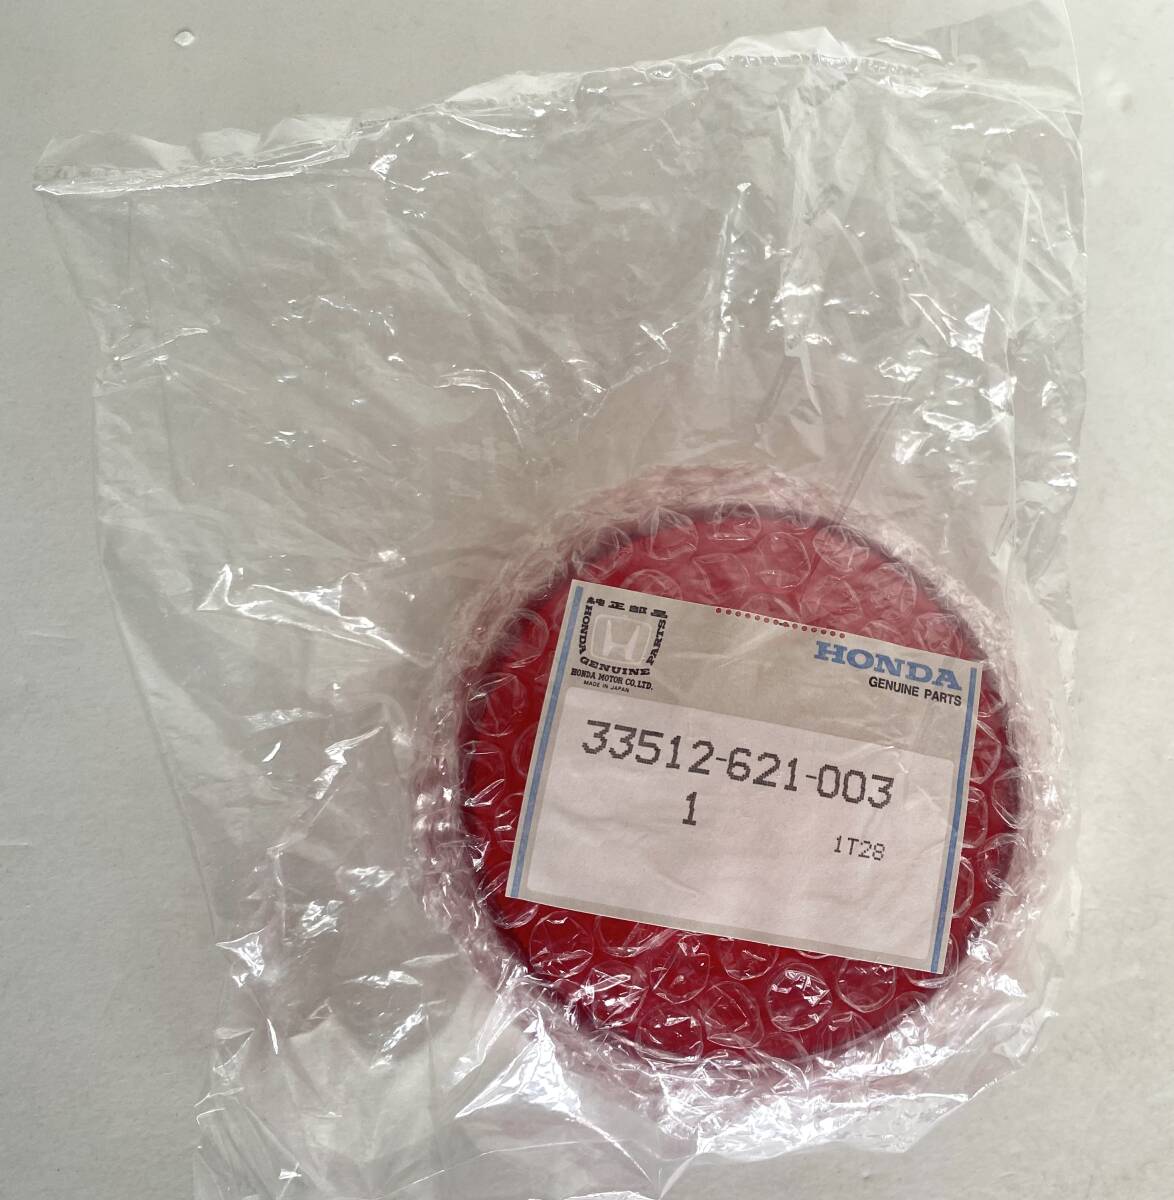 純正部品
HONDA
GENUINE
PARTS
HONDA MOTOR CO.,LTD.
MADE IN JAPAN
HONDA
GENUINE PARTS
33512-621-003
1
1T28